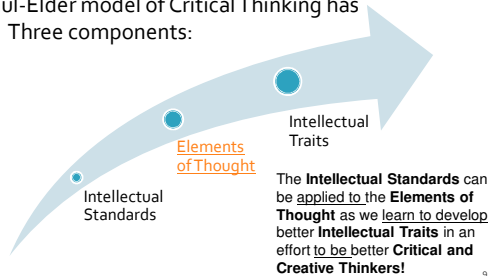 ul-Elder model of Critical Thinking has
Three components:
Intellectual
Traits
Elements
of Thought
Intellectual
Standards
The Intellectual Standards can
be applied to the Elements of
Thought as we learn to develop
better Intellectual Traits in an
effort to be better Critical and
Creative Thinkers!
9